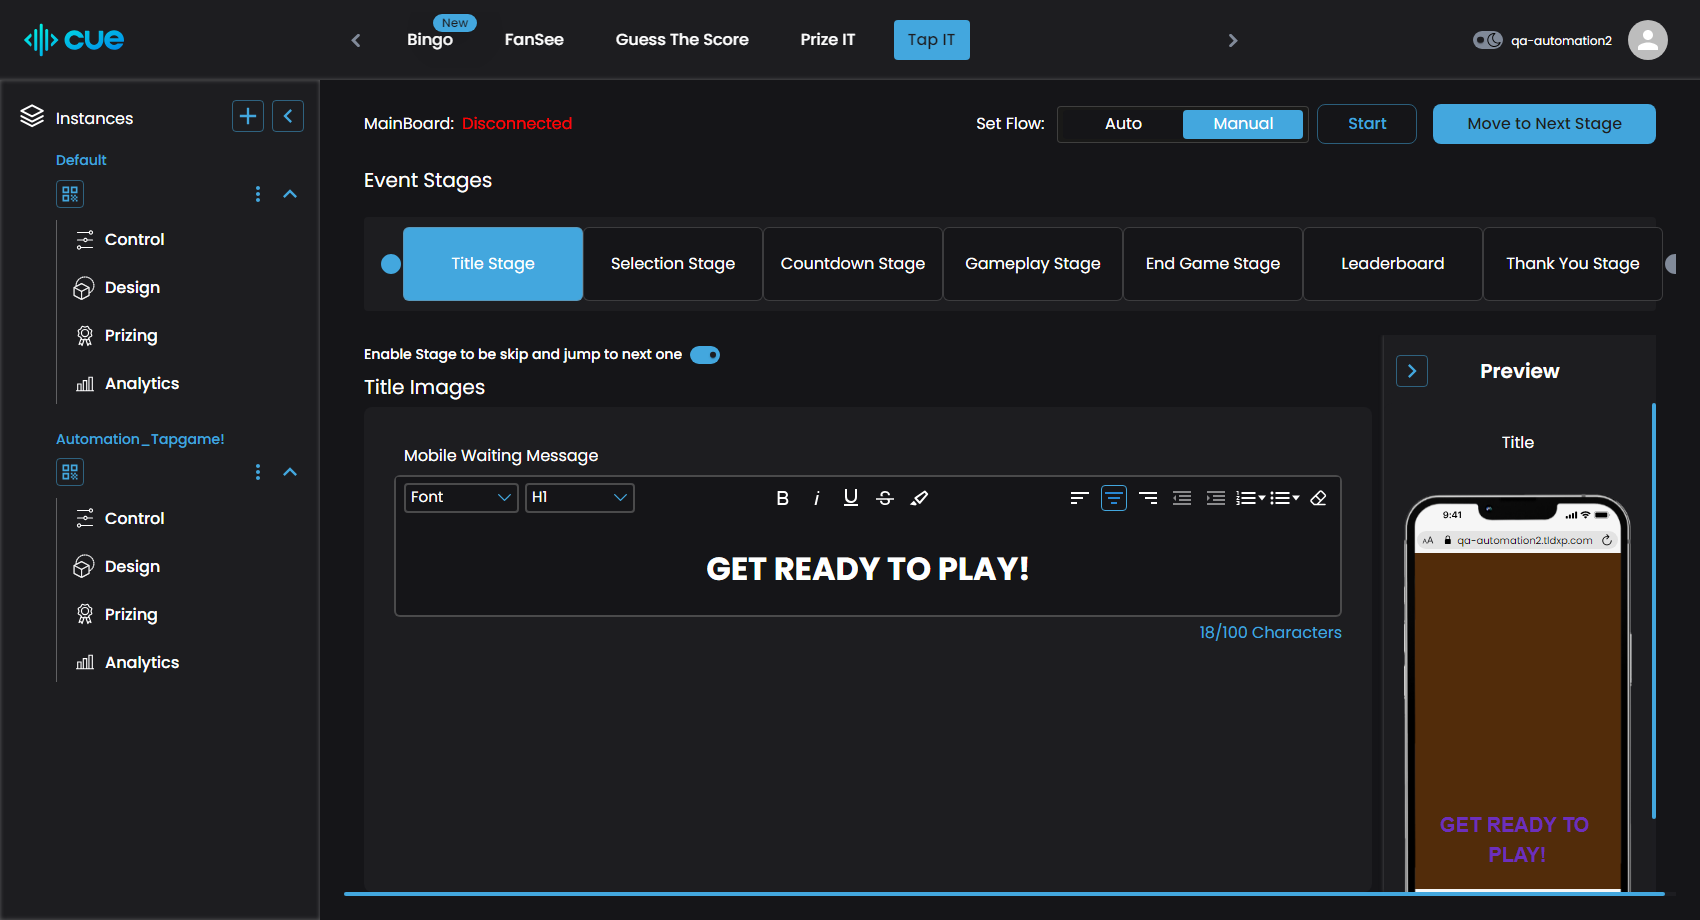 cue
New
Bingo
FanSee
Guess The Score
Prize IT
Tap IT
qa-automation2
Instances
Default
Control
Design
Prizing
Analytics
Automation_Tapgame!
Control
Design
Prizing
Analytics
MainBoard: Disconnected
Set Flow:
Auto
Manual
Start
Move to Next Stage
Event Stages
Title Stage
Selection Stage
Countdown Stage
Gameplay Stage
End Game Stage
Leaderboard
Thank You Stage
Enable Stage to be skip and jump to next one
Title Images
Mobile Waiting Message
Font
H1
B
i
U
S
GET READY TO PLAY!
18/100 Characters
Preview
Title
9:41
AA
qa-automation2.tldxp.com
GET READY TO
PLAY!